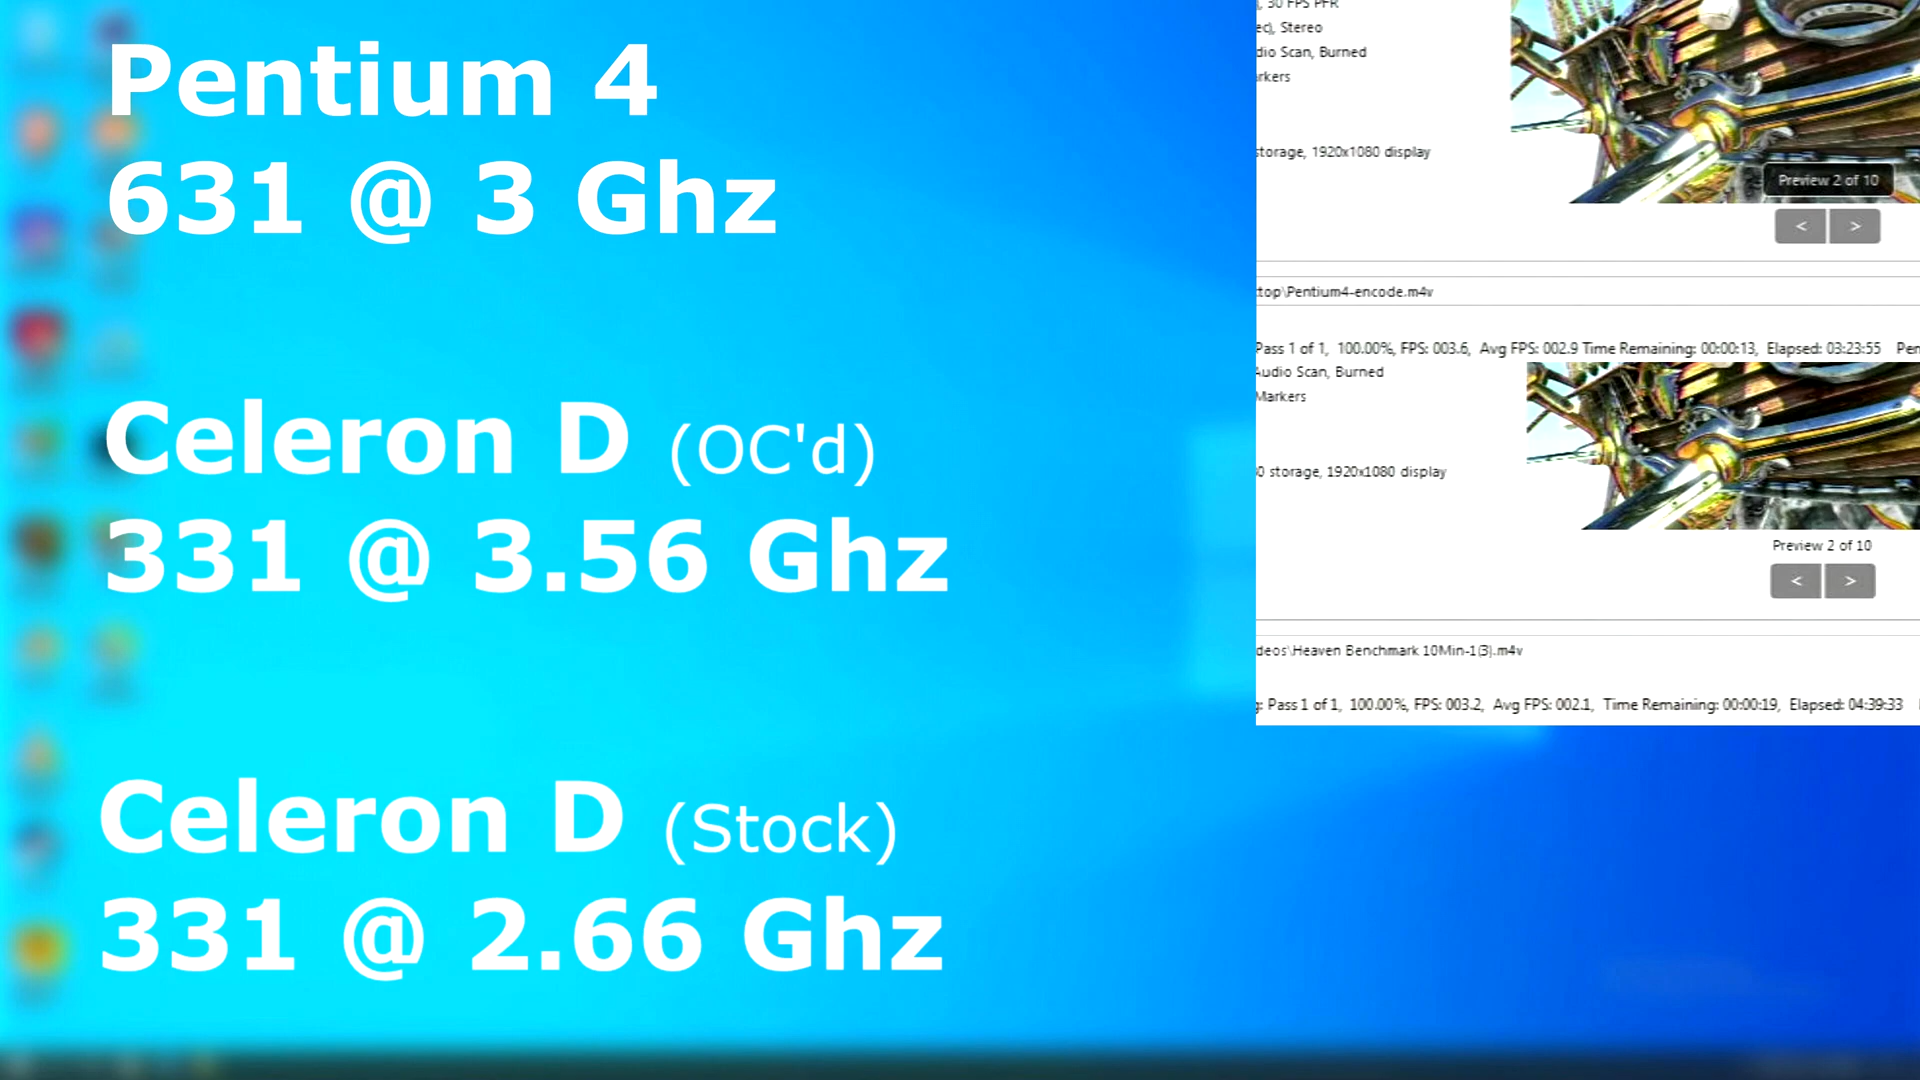 Pentium 4
631 @ 3 Ghz
Celeron D (OC'd)
331 @ 3.56 Ghz
Celeron D (Stock)
331 @ 2.66 Ghz
, 30 FPS PFR
ec), Stereo
dio Scan, Burned
rkers
storage, 1920x1080 display
Preview 2 of 10
< >
top\Pentium4-encode.m4v
Pass 1 of 1, 100.00%, FPS: 003.6, Avg FPS: 002.9 Time Remaining: 00:00:13, Elapsed: 03:23:55 Pen
Audio Scan, Burned
Markers
0 storage, 1920x1080 display
Preview 2 of 10
< >
deos\Heaven Benchmark 10Min-1(3).m4v
g: Pass 1 of 1, 100.00%, FPS: 003.2, Avg FPS: 002.1, Time Remaining: 00:00:19, Elapsed: 04:39:33